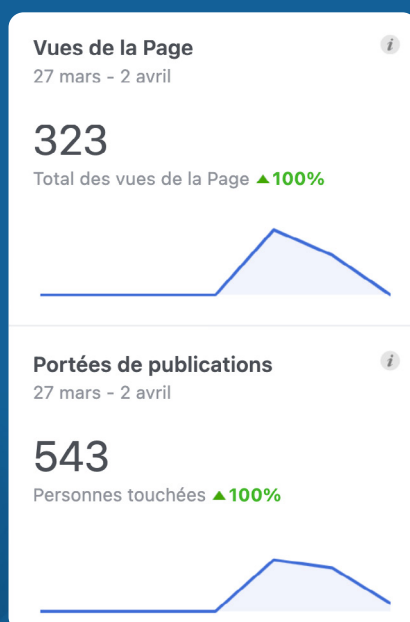 Vues de la Page
27 mars - 2 avril
323
Total des vues de la Page ▲100%
Portées de publications
27 mars - 2 avril
543
Personnes touchées ▲100%